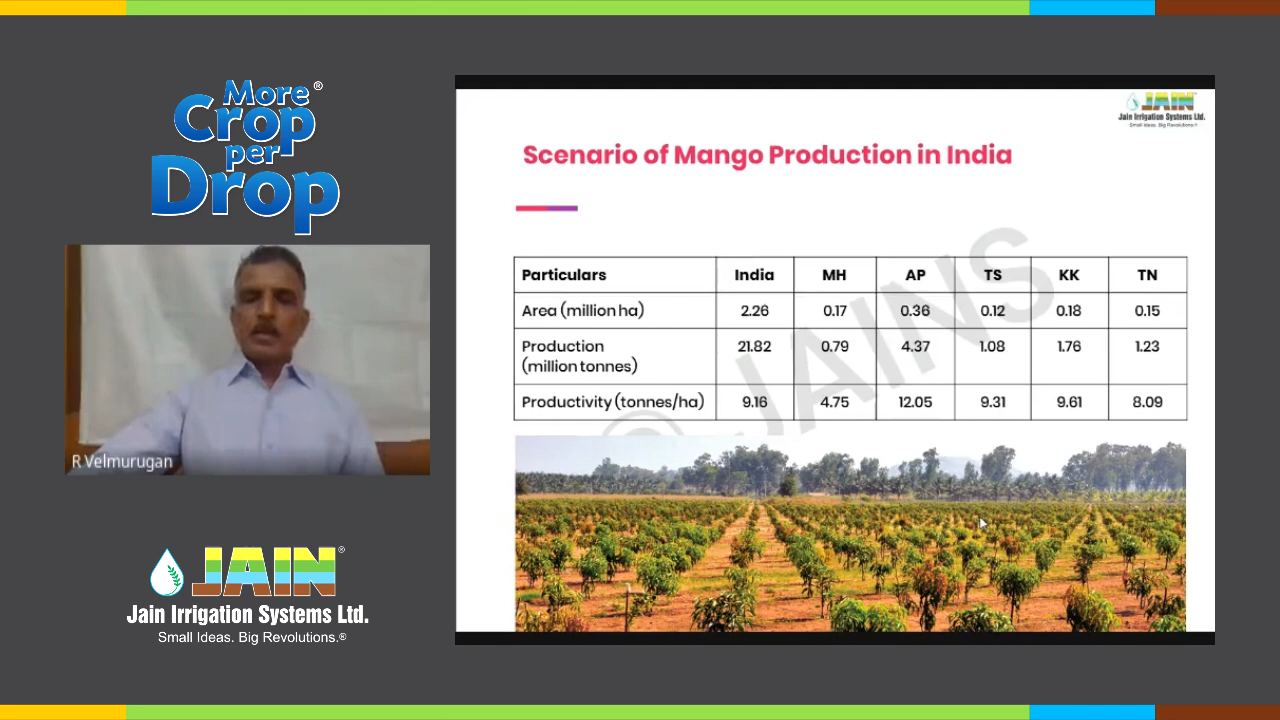 More®
Crop
per
Drop
R Velmurugan
JAIN®
Jain Irrigation Systems Ltd.
Small Ideas. Big Revolutions.®
JAIN
Jain Irrigation Systems Ltd.
Small Ideas. Big Revolutions.®
Scenario of Mango Production in India
Particulars India MH AP TS KK TN
Area (million ha) 2.26 0.17 0.36 0.12 0.18 0.15
Production 21.82 0.79 4.37 1.08 1.76 1.23
(million tonnes)
Productivity (tonnes/ha) 9.16 4.75 12.05 9.31 9.61 8.09
© JAINS